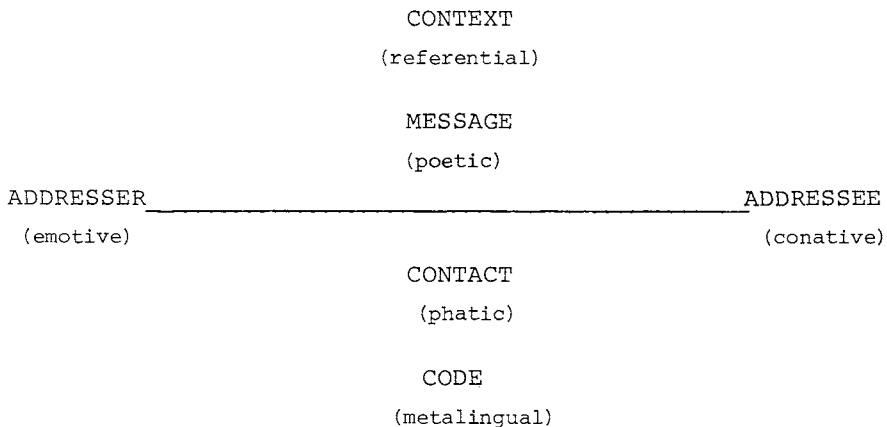 CONTEXT
(referential)
MESSAGE
(poetic)
ADDRESSER ADDRESSEE
(emotive) (conative)
CONTACT
(phatic)
CODE
(metalingual)